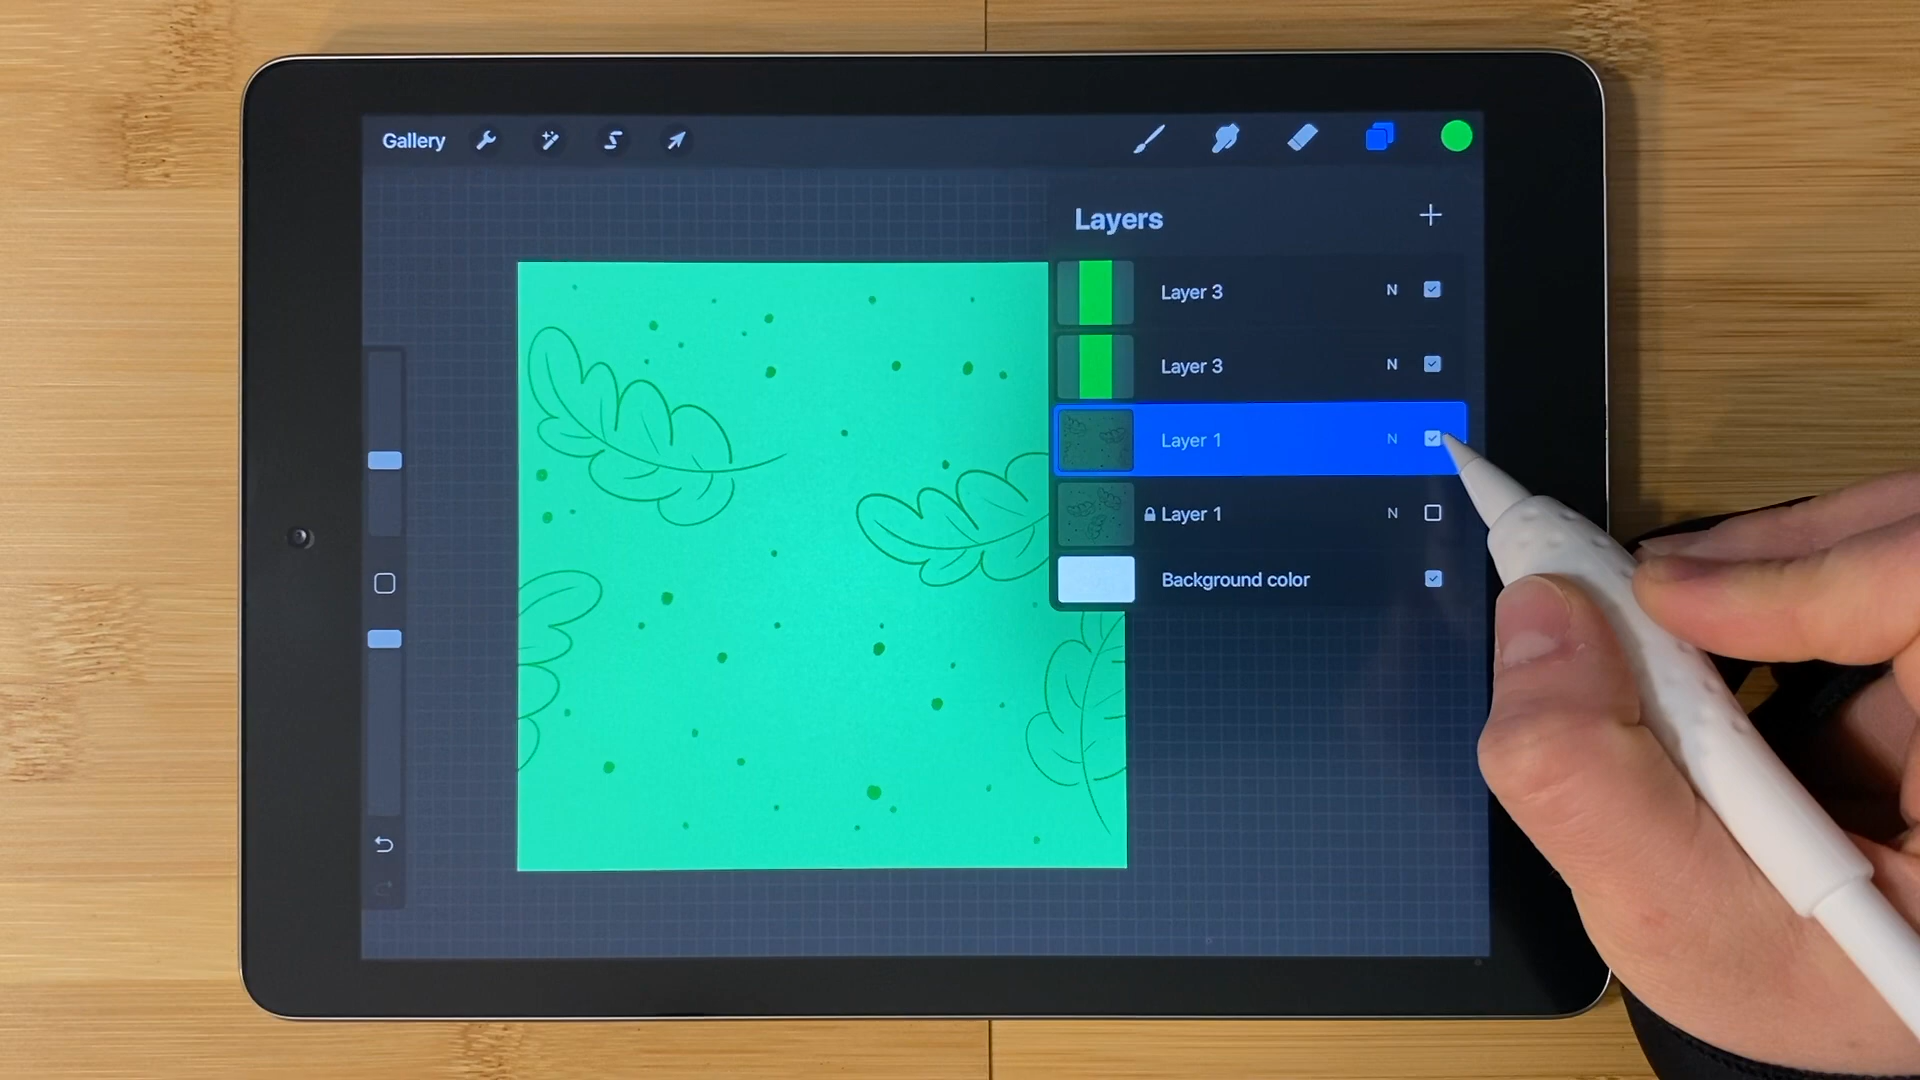 Gallery
Layers
Layer 3 N
Layer 3 N
Layer 1 N
Layer 1 N
Background color